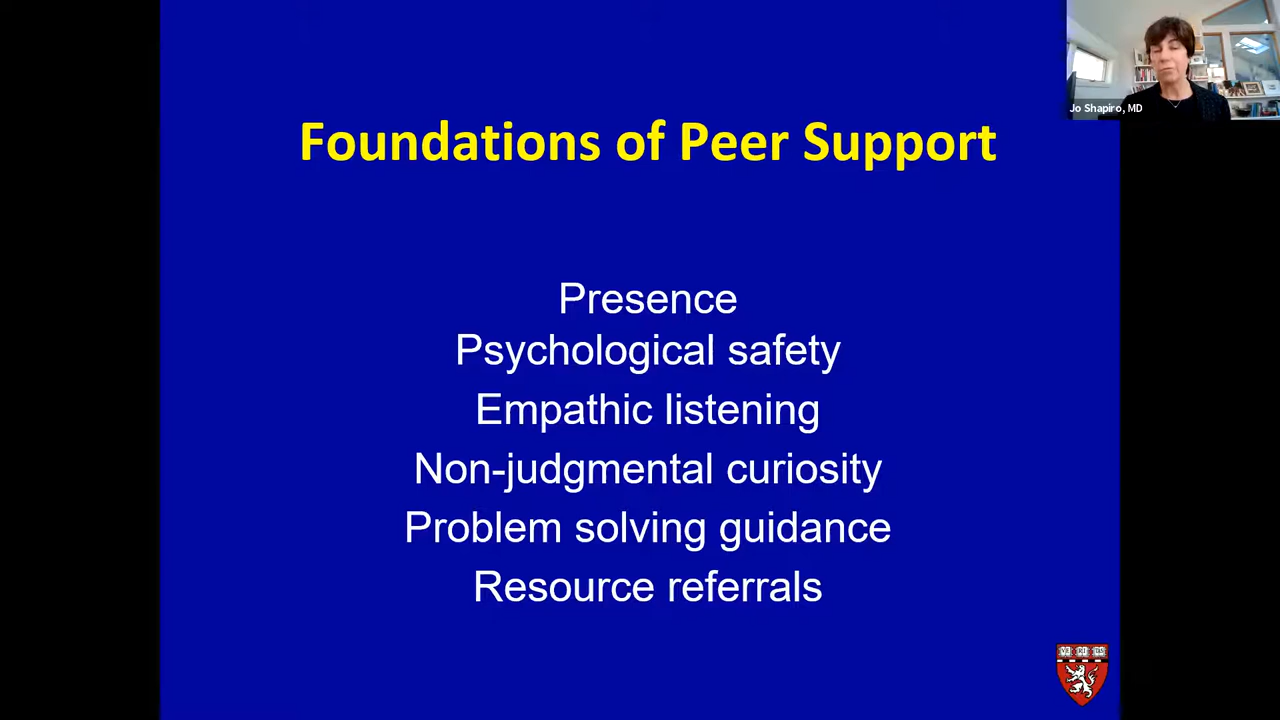 Jo Shapiro, MD
Foundations of Peer Support
Presence
Psychological safety
Empathic listening
Non-judgmental curiosity
Problem solving guidance
Resource referrals